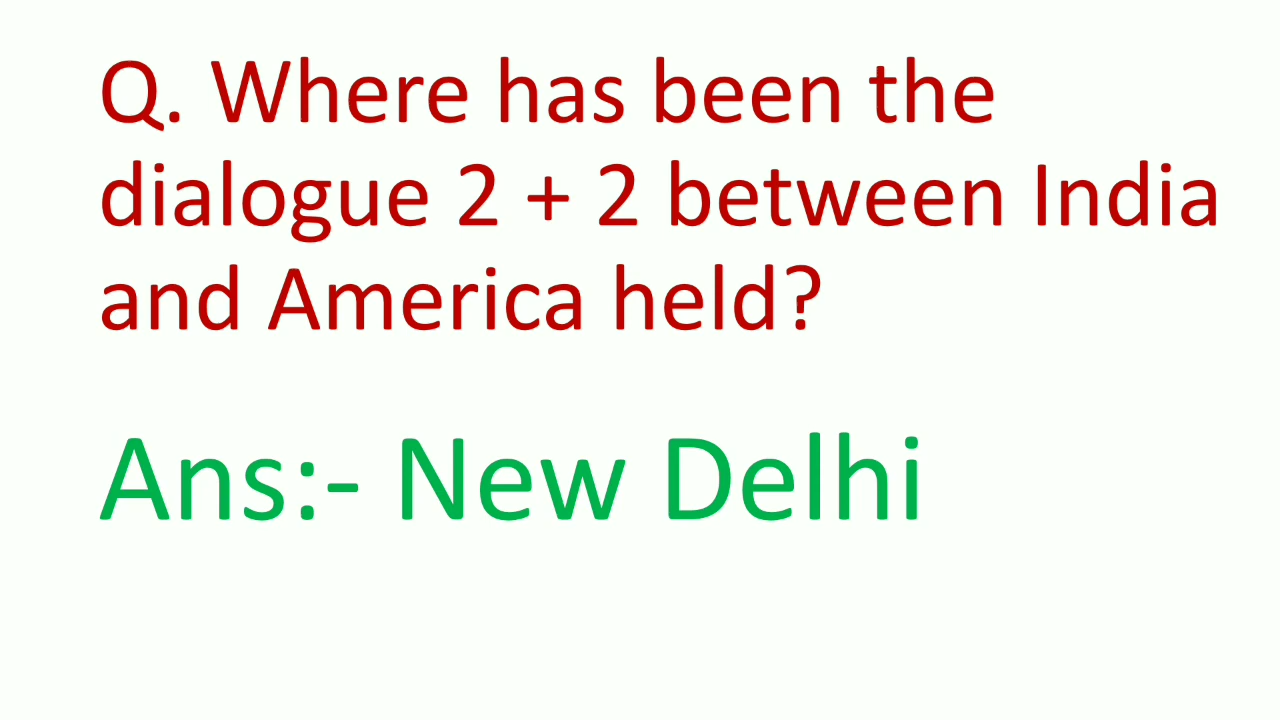 Q. Where has been the
dialogue 2 + 2 between India
and America held?
Ans:- New Delhi